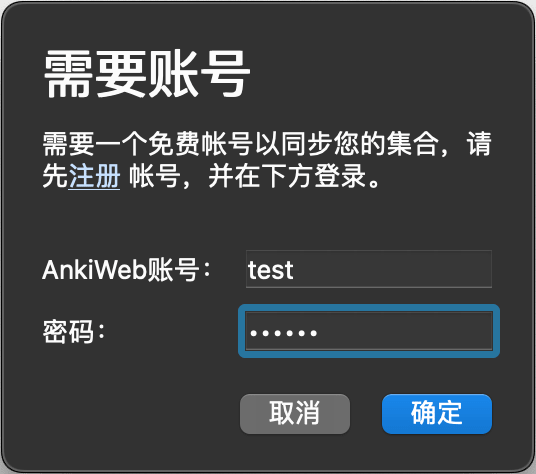 需要账号
需要一个免费帐号以同步您的集合，请
先注册 帐号，并在下方登录。
AnkiWeb账号： test
密码： ••••••
取消 确定